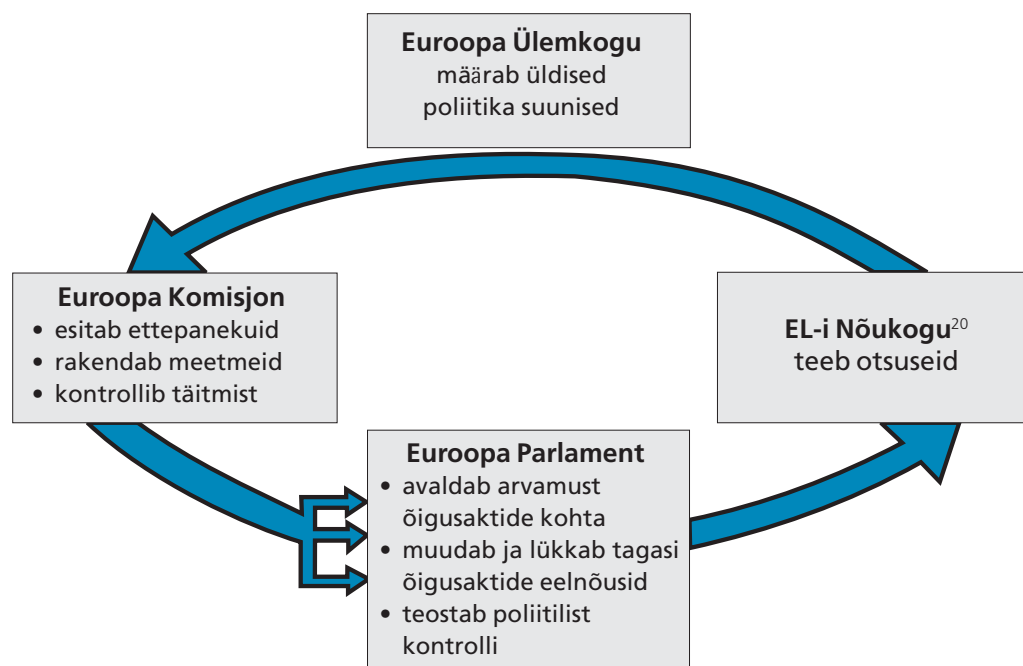 Euroopa Ülemkogu
määrab üldised
poliitika suunised
Euroopa Komisjon
• esitab ettepanekuid
• rakendab meetmeid
• kontrollib täitmist
EL-i Nõukogu²⁰
teeb otsuseid
Euroopa Parlament
• avaldab arvamust
õigusaktide kohta
• muudab ja lükkab tagasi
õigusaktide eelnõusid
• teostab poliitilist
kontrolli